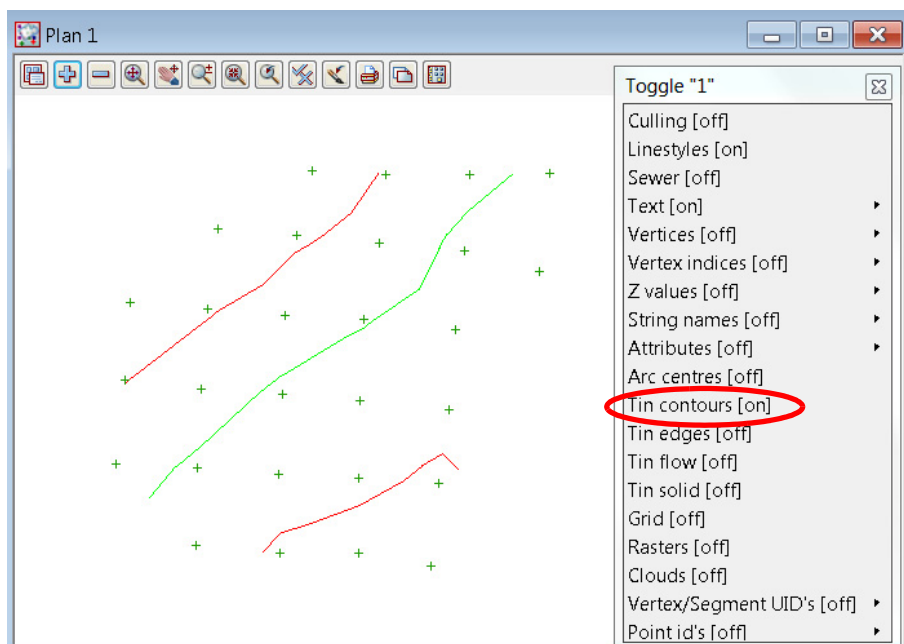 Plan 1
Toggle "1"
Culling [off]
Linestyles [on]
Sewer [off]
Text [on]
Vertices [off]
Vertex indices [off]
Z values [off]
String names [off]
Attributes [off]
Arc centres [off]
Tin contours [on]
Tin edges [off]
Tin flow [off]
Tin solid [off]
Grid [off]
Rasters [off]
Clouds [off]
Vertex/Segment UID's [off]
Point id's [off]